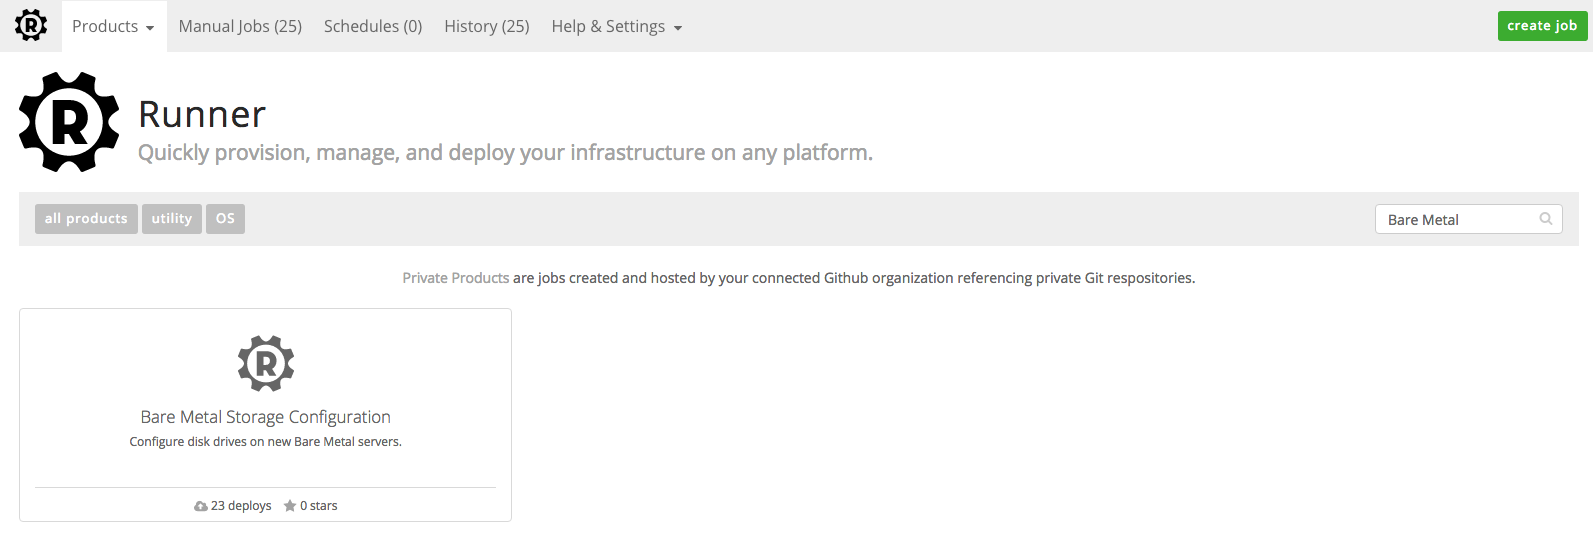 R Products Manual Jobs (25) Schedules (0) History (25) Help & Settings create job
R
Runner
Quickly provision, manage, and deploy your infrastructure on any platform.
all products utility OS Bare Metal
Private Products are jobs created and hosted by your connected Github organization referencing private Git respositories.
R
Bare Metal Storage Configuration
Configure disk drives on new Bare Metal servers.
23 deploys 0 stars